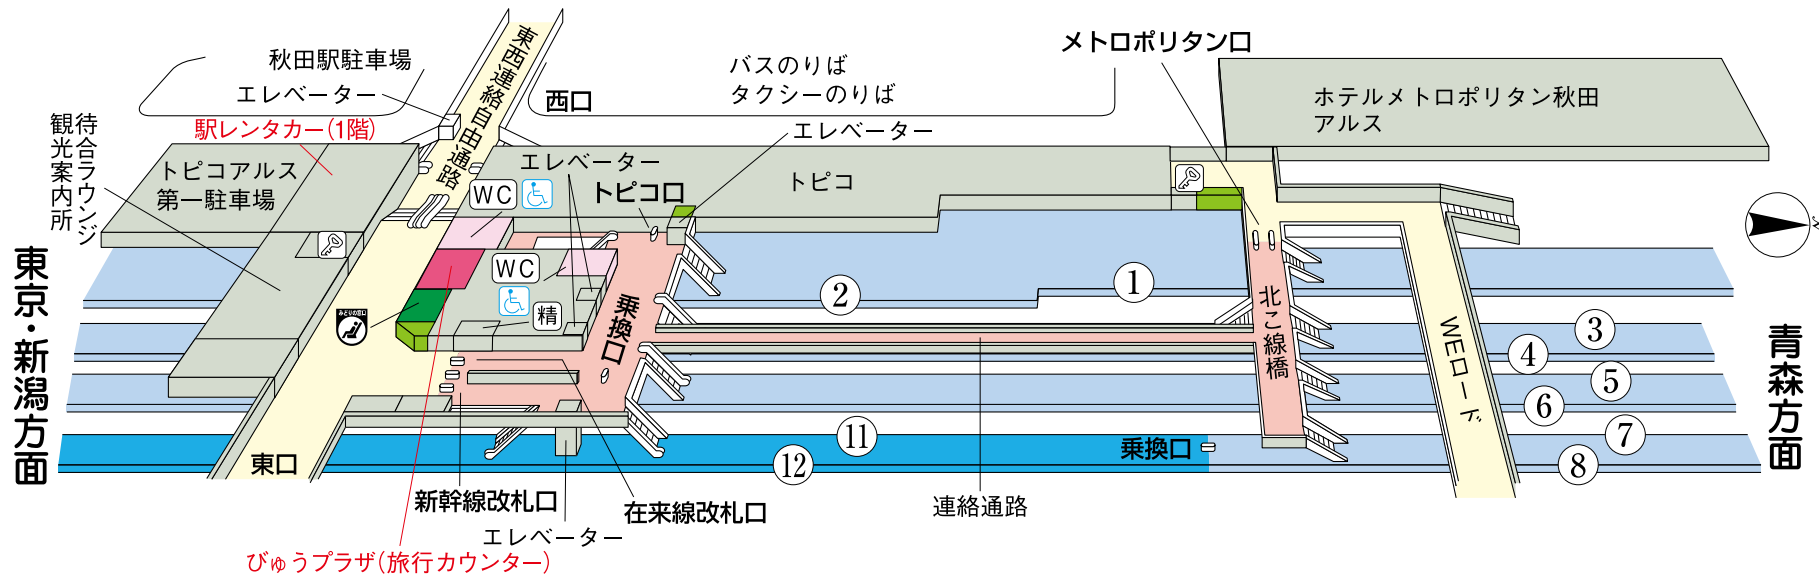 秋田駅駐車場
エレベーター
東西連絡自由通路
西口
バスのりば
タクシーのりば
メトロポリタン口
ホテルメトロポリタン秋田
アルス
待合ラウンジ
観光案内所
駅レンタカー(1階)
トピコアルス
第一駐車場
エレベーター
WC
トピコ口
エレベーター
トピコ
東京・新潟方面
WC
精
乗換口
みどりの窓口
2
1
北こ線橋
WEロード
3
4
5
6
7
8
青森方面
11
12
乗換口
東口
新幹線改札口
在来線改札口
連絡通路
エレベーター
びゅうプラザ(旅行カウンター)
N